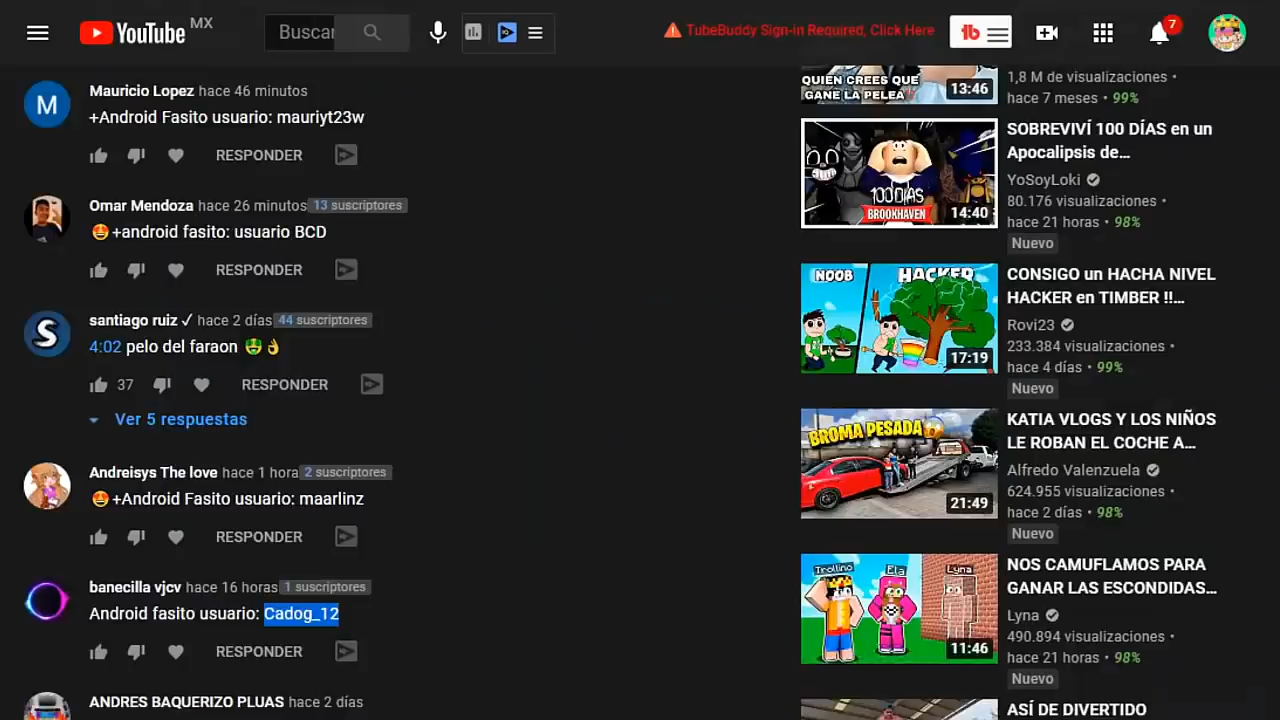 YouTube MX
Buscar
TubeBuddy Sign-in Required, Click Here
tb
7
M
Mauricio Lopez hace 46 minutos
+Android Fasito usuario: mauriyt23w
RESPONDER
Omar Mendoza hace 26 minutos 13 suscriptores
🤩+android fasito: usuario BCD
RESPONDER
S
santiago ruiz ✓ hace 2 días 44 suscriptores
4:02 pelo del faraon 🤑👌
37 RESPONDER
Ver 5 respuestas
Andreisys The love hace 1 hora 2 suscriptores
🤩+Android Fasito usuario: maarlinz
RESPONDER
banecilla vjcv hace 16 horas 1 suscriptores
Android fasito usuario: Cadog_12
RESPONDER
ANDRES BAQUERIZO PLUAS hace 2 días
QUIEN CREES QUE
GANE LA PELEA
13:46
1,8 M de visualizaciones •
hace 7 meses • 99%
100 DIAS
BROOKHAVEN
14:40
SOBREVIVÍ 100 DÍAS en un
Apocalipsis de…
YoSoyLoki
80.176 visualizaciones •
hace 21 horas • 98%
Nuevo
NOOB
HACKER
17:19
CONSIGO un HACHA NIVEL
HACKER en TIMBER !!…
Rovi23
233.384 visualizaciones •
hace 4 días • 99%
Nuevo
BROMA PESADA
21:49
KATIA VLOGS Y LOS NIÑOS
LE ROBAN EL COCHE A…
Alfredo Valenzuela
624.955 visualizaciones •
hace 2 días • 98%
Nuevo
Trollino
Ela
Lyna
11:46
NOS CAMUFLAMOS PARA
GANAR LAS ESCONDIDAS…
Lyna
490.894 visualizaciones •
hace 21 horas • 98%
Nuevo
ASÍ DE DIVERTIDO